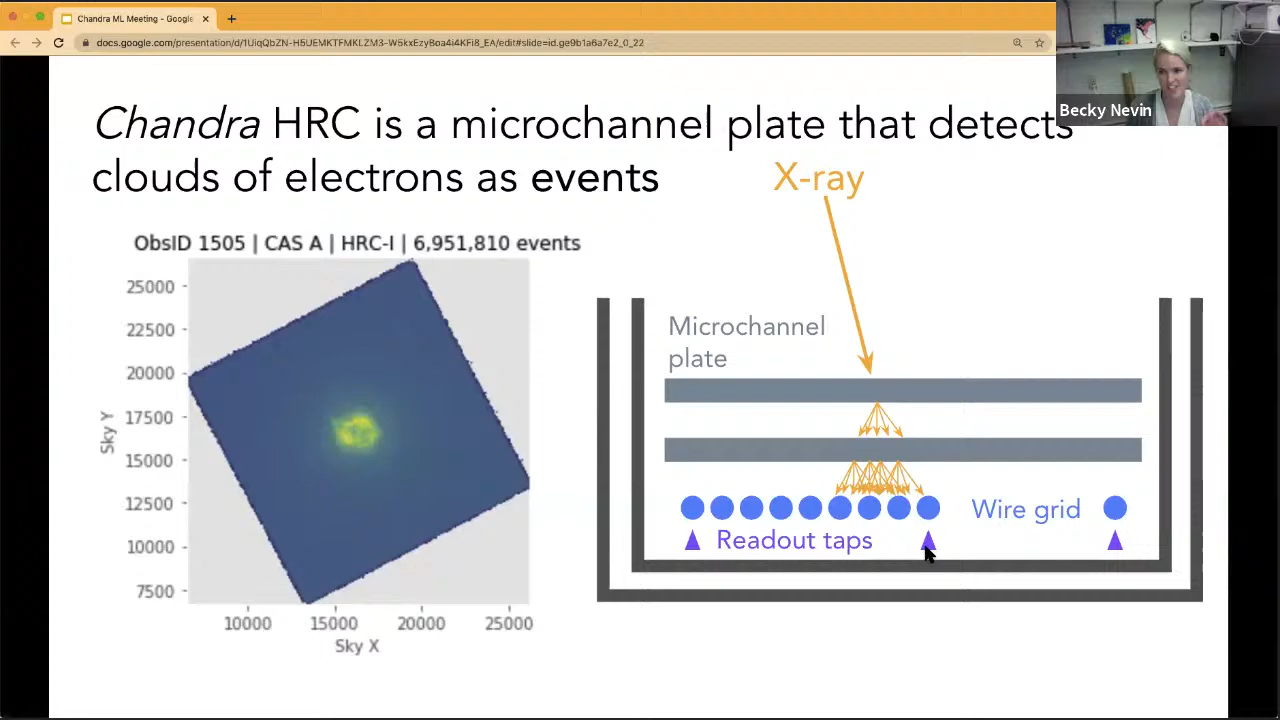 Chandra ML Meeting - Google
docs.google.com/presentation/d/1UiqQbZN-H5UEMKTFMKLZM3-W5kxEzyBoa4i4KFi8_EA/edit#slide=id.ge9b1a6a7e2_0_22
Becky Nevin
Chandra HRC is a microchannel plate that detects
clouds of electrons as events
X-ray
ObsID 1505 | CAS A | HRC-I | 6,951,810 events
25000
22500
20000
17500
15000
12500
10000
7500
Sky Y
10000 15000 20000 25000
Sky X
Microchannel
plate
Wire grid
Readout taps